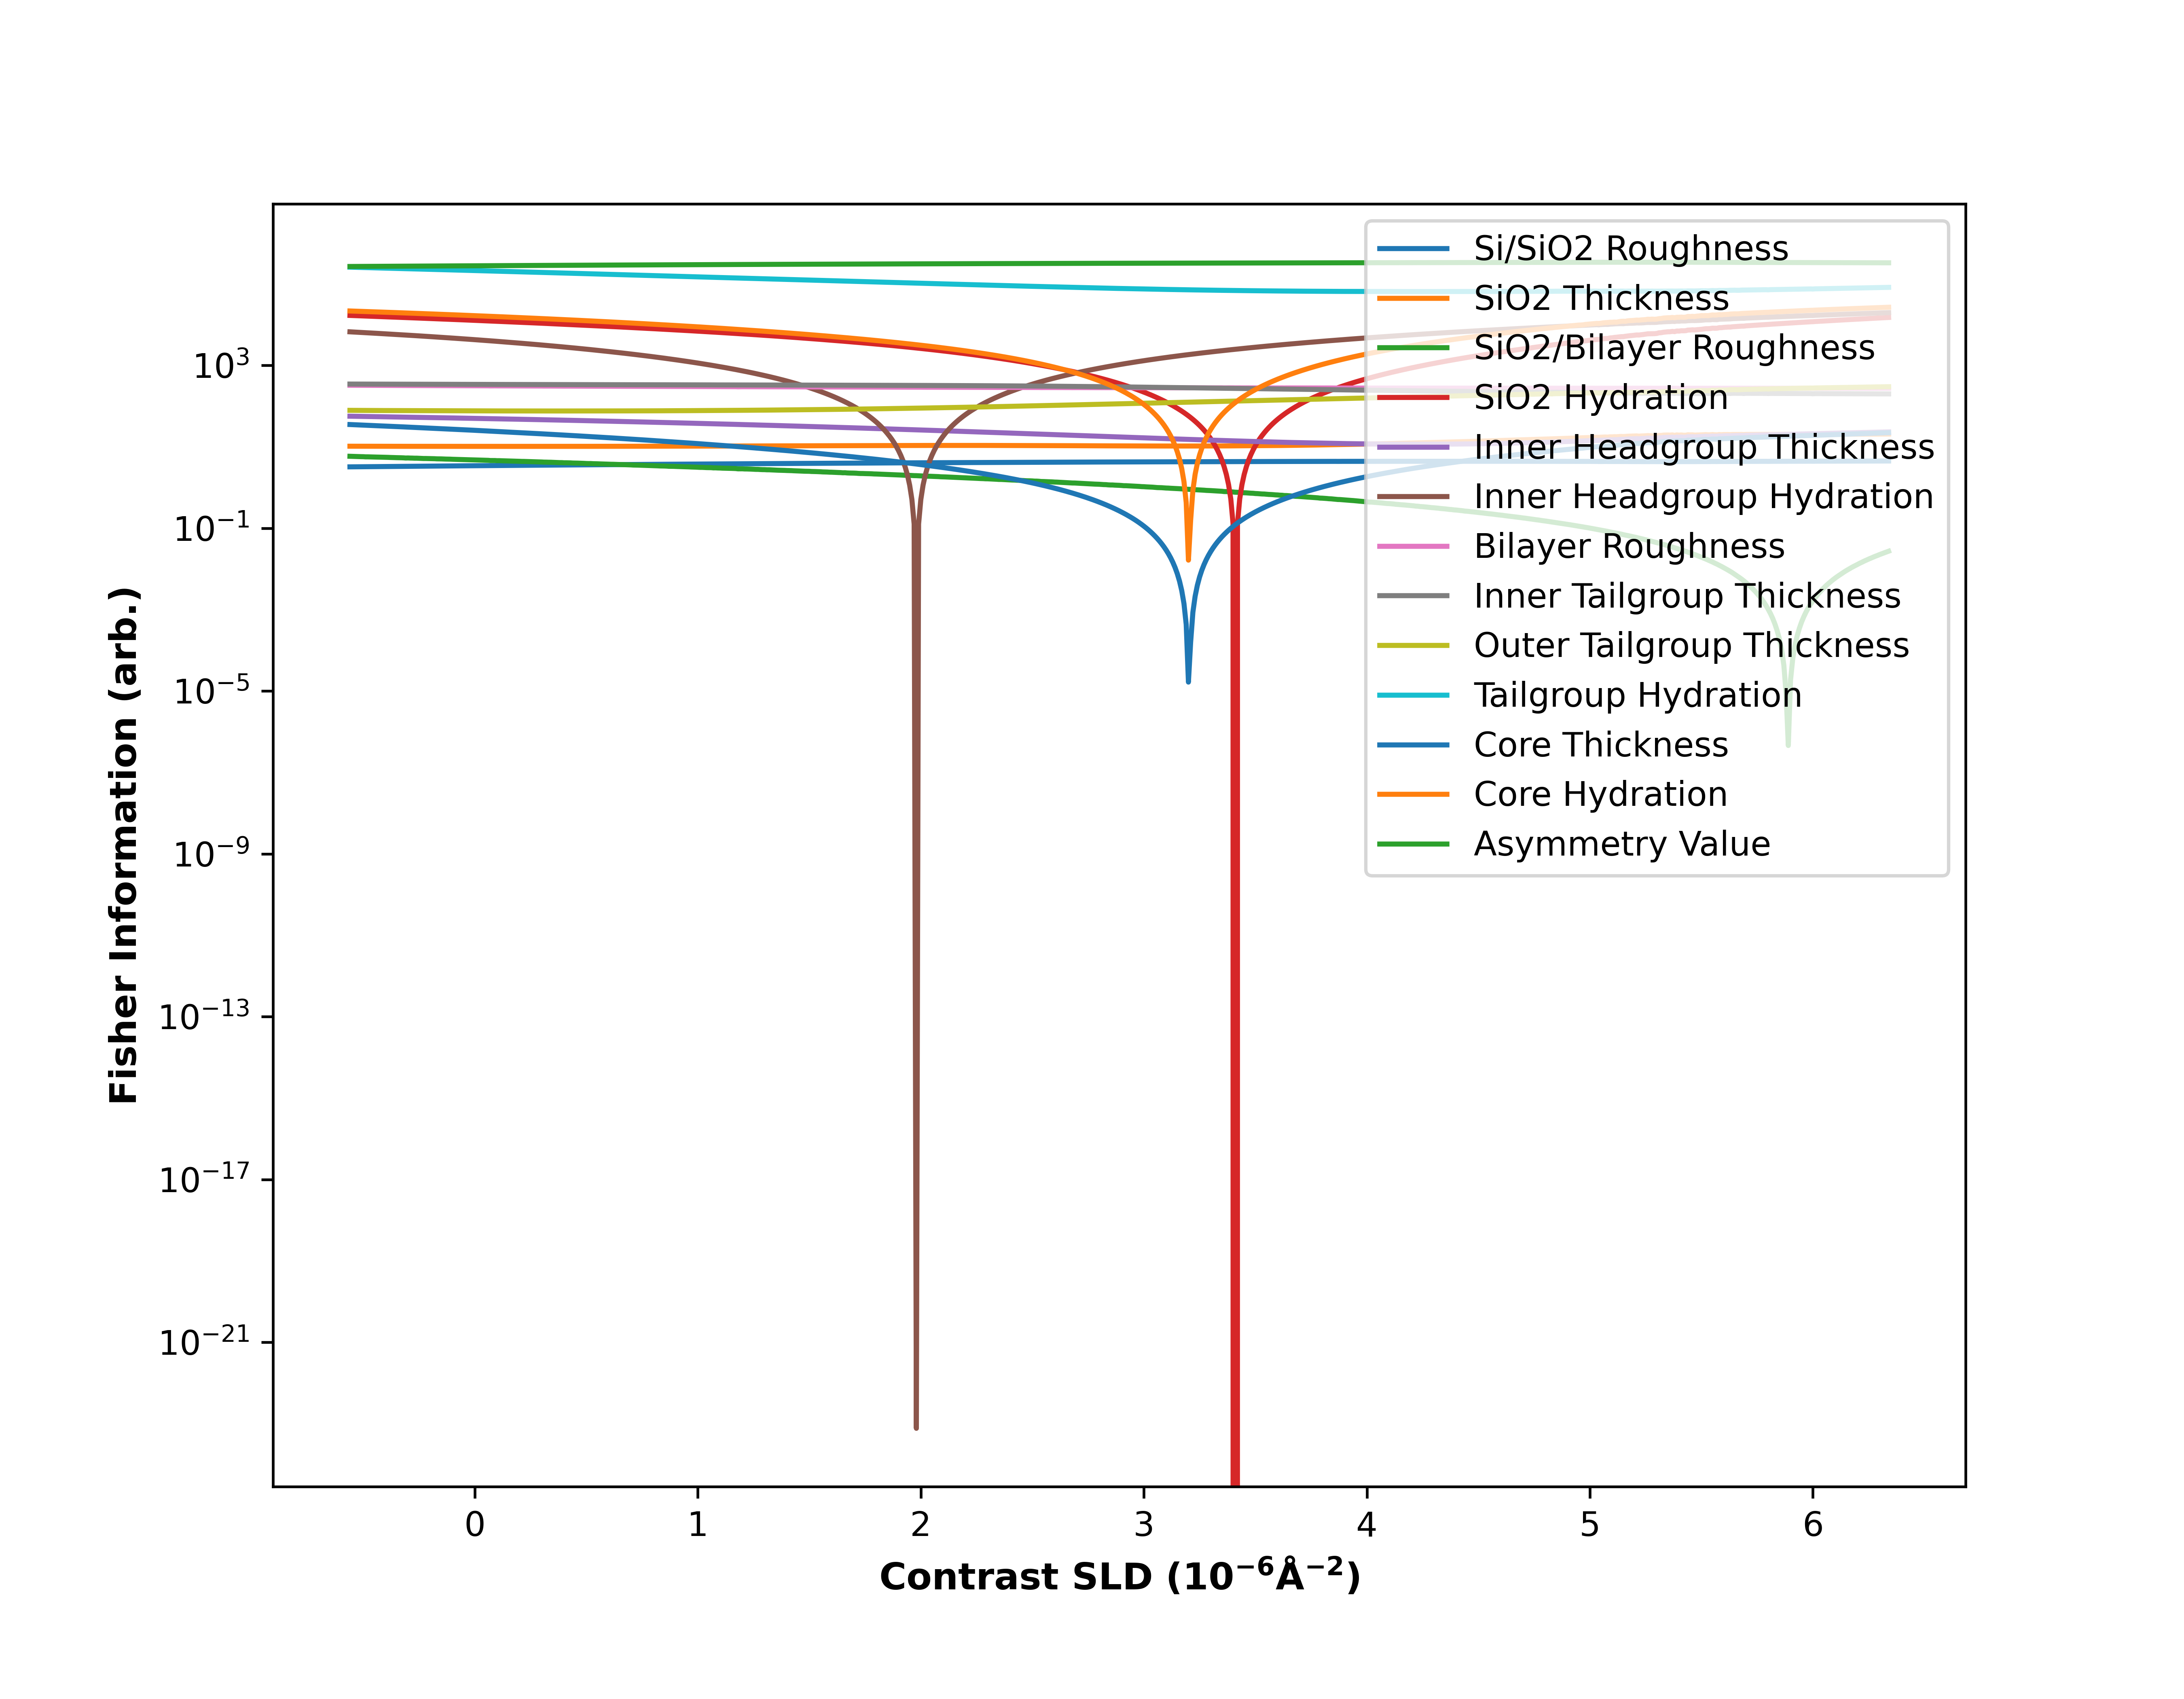 Si/SiO2 Roughness
SiO2 Thickness
SiO2/Bilayer Roughness
SiO2 Hydration
Inner Headgroup Thickness
Inner Headgroup Hydration
Bilayer Roughness
Inner Tailgroup Thickness
Outer Tailgroup Thickness
Tailgroup Hydration
Core Thickness
Core Hydration
Asymmetry Value
Fisher Information (arb.)
10³
10⁻¹
10⁻⁵
10⁻⁹
10⁻¹³
10⁻¹⁷
10⁻²¹
0 1 2 3 4 5 6
Contrast SLD (10⁻⁶Å⁻²)